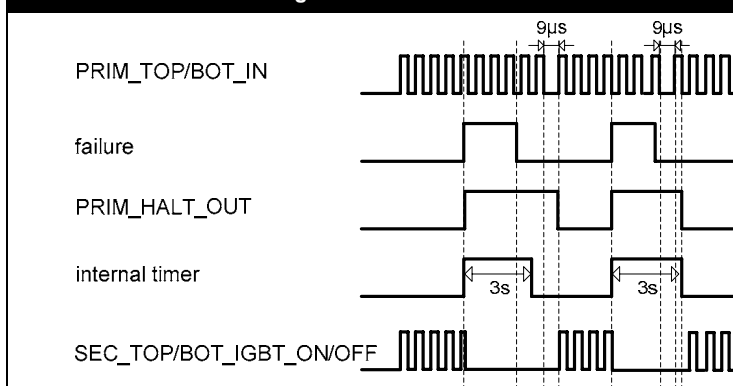 9µs 9µs
PRIM_TOP/BOT_IN
failure
PRIM_HALT_OUT
internal timer
3s 3s
SEC_TOP/BOT_IGBT_ON/OFF